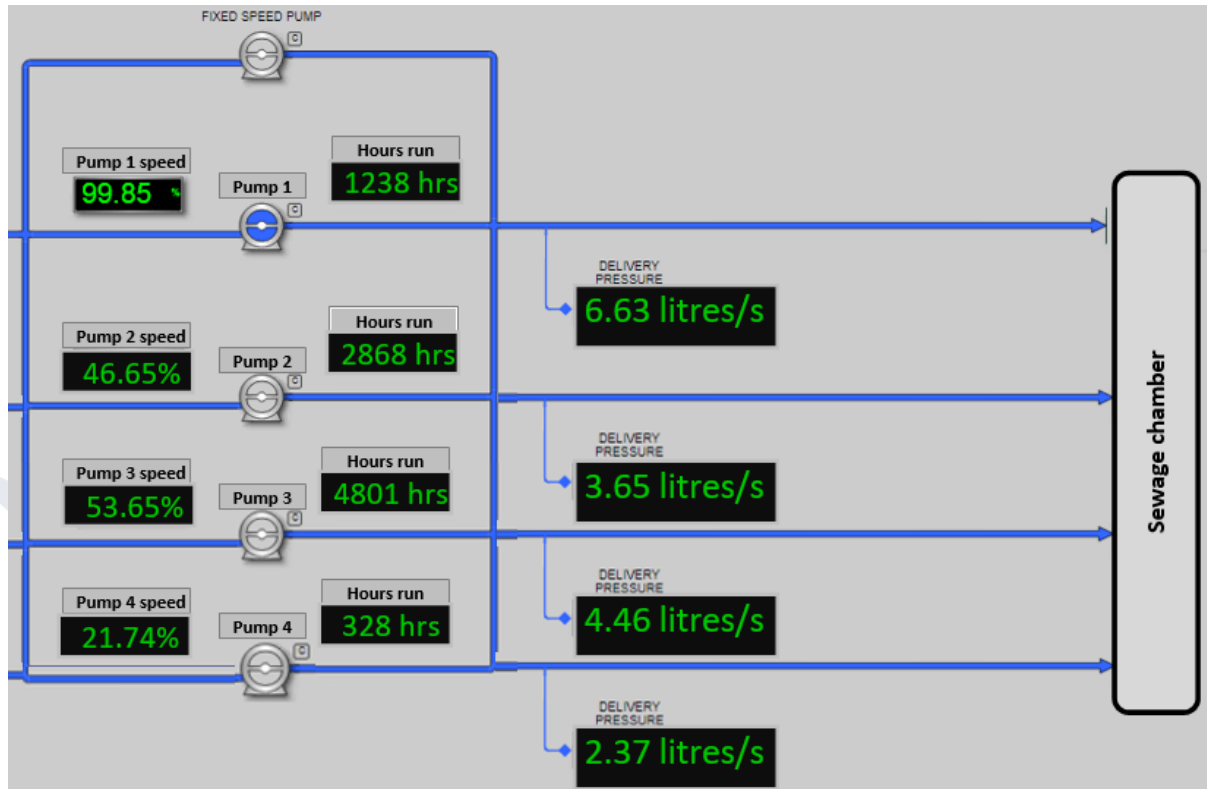 FIXED SPEED PUMP
C
Hours run
Pump 1 speed
1238 hrs
99.85 %
Pump 1
C
DELIVERY
PRESSURE
6.63 litres/s
Hours run
Pump 2 speed
2868 hrs
46.65%
Pump 2
C
Sewage chamber
DELIVERY
PRESSURE
3.65 litres/s
Hours run
Pump 3 speed
4801 hrs
53.65%
Pump 3
C
DELIVERY
PRESSURE
4.46 litres/s
Hours run
Pump 4 speed
328 hrs
21.74%
Pump 4
C
DELIVERY
PRESSURE
2.37 litres/s